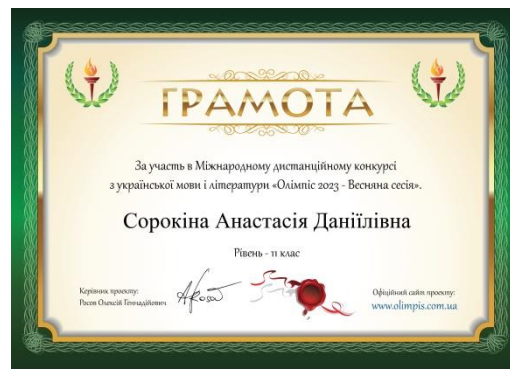 ГРАМОТА
За участь в Міжнародному дистанційному конкурсі
з української мови і літератури «Олімпіс 2023 - Весняна сесія».
Сорокіна Анастасія Даніїлівна
Рівень - 11 клас
Керівник проекту:
Росов Олексій Геннадійович
Офіційний сайт проекту:
www.olimpis.com.ua